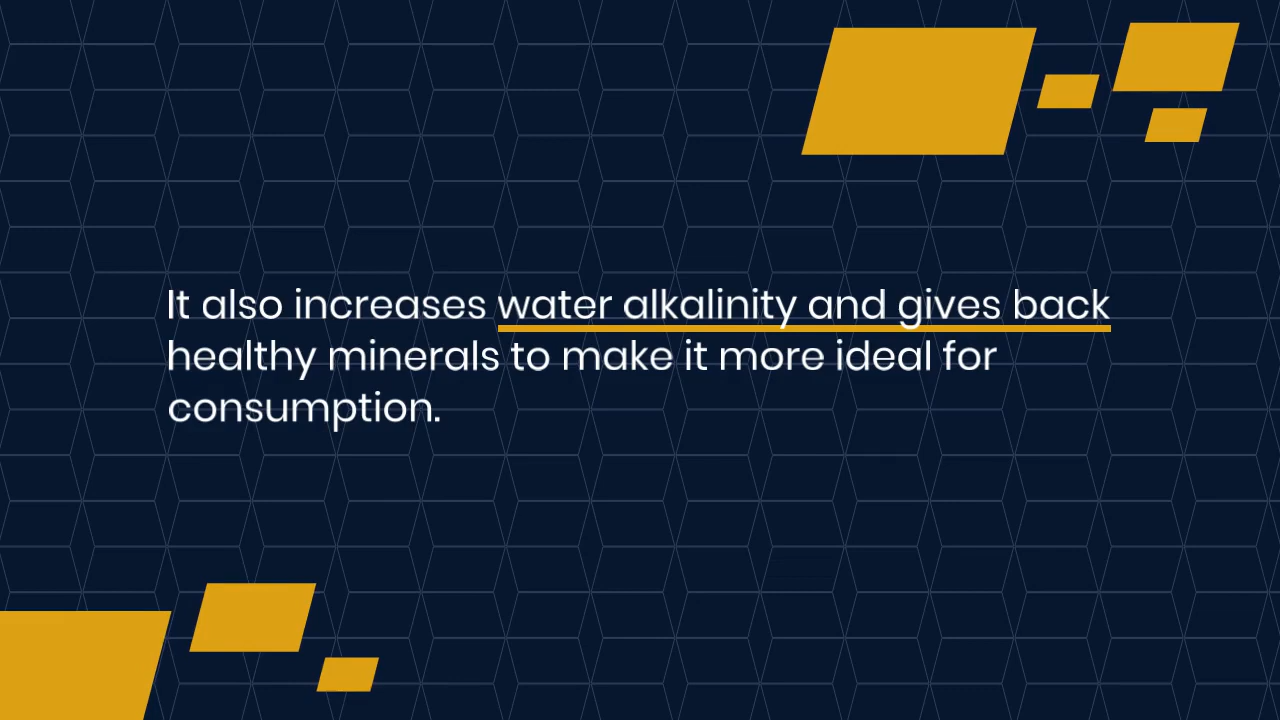 It also increases water alkalinity and gives back
healthy minerals to make it more ideal for
consumption.